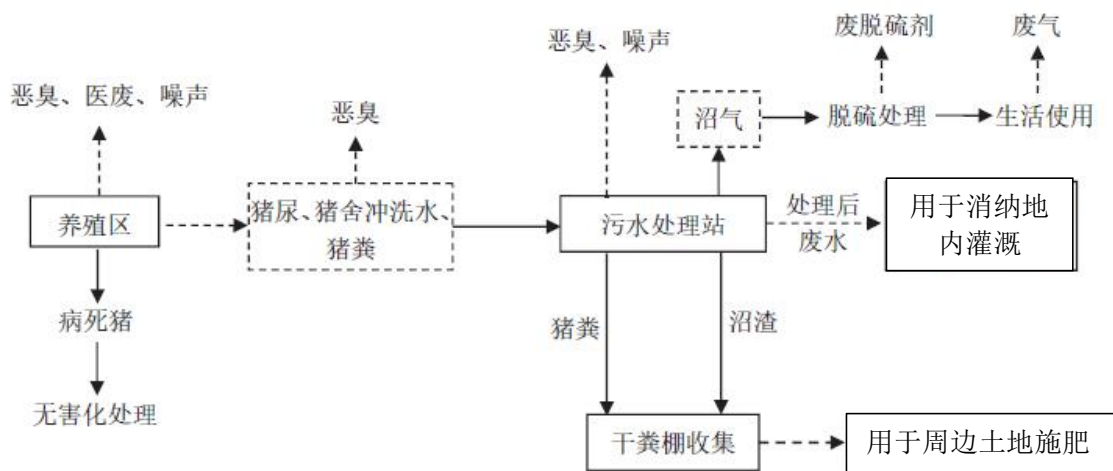 废脱硫剂
废气
恶臭、噪声
恶臭、医废、噪声
恶臭
沼气
脱硫处理
生活使用
养殖区
猪尿、猪舍冲洗水、
猪粪
污水处理站
处理后
废水
用于消纳地
内灌溉
病死猪
猪粪
沼渣
无害化处理
干粪棚收集
用于周边土地施肥